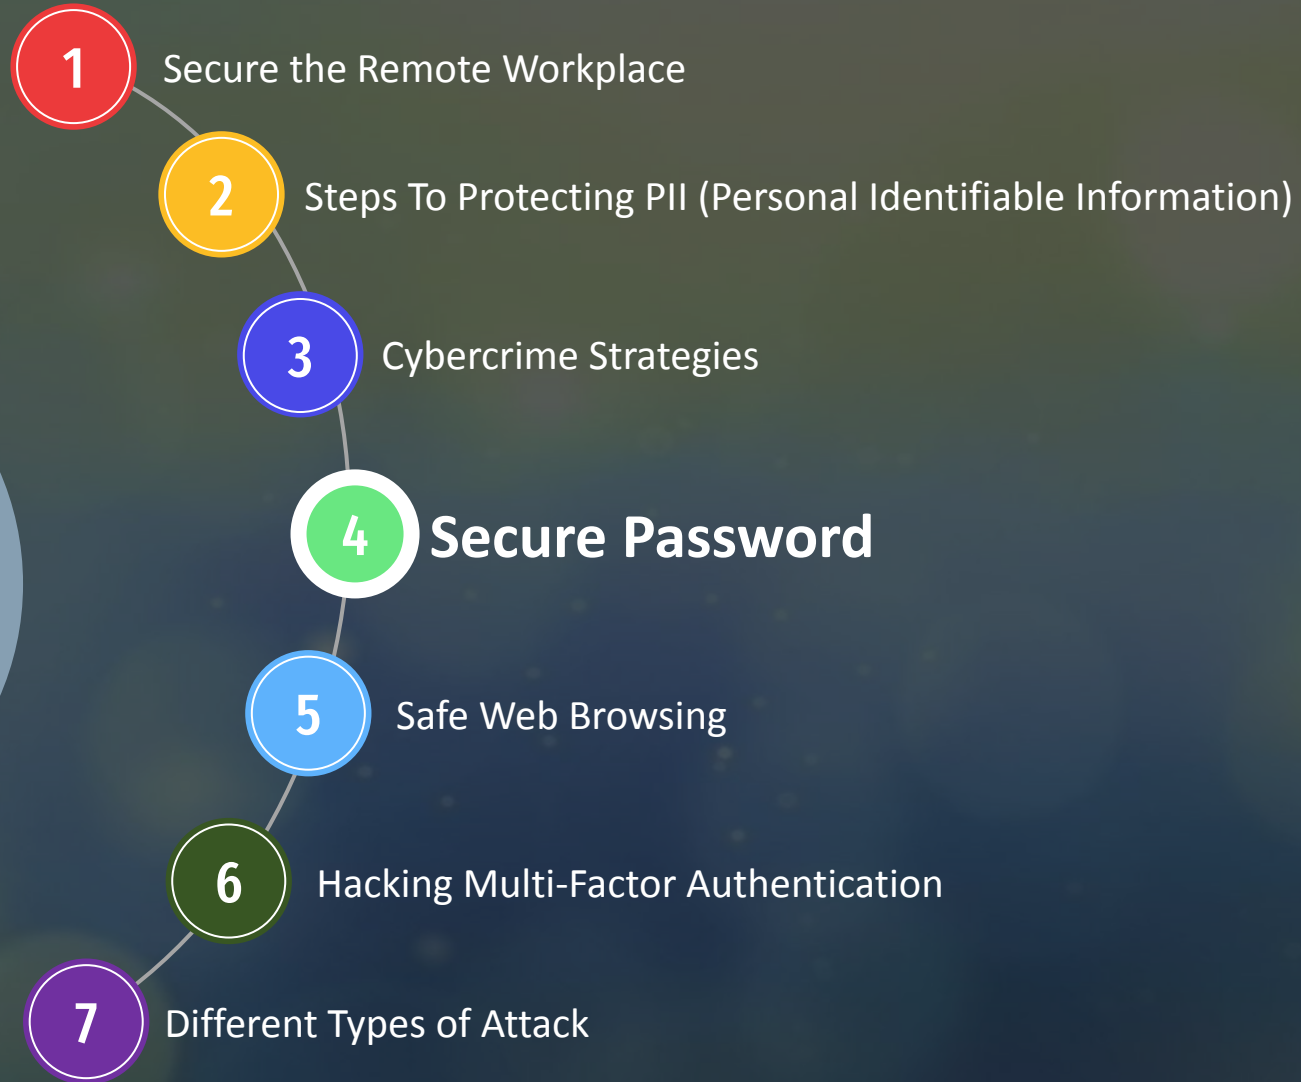 1 Secure the Remote Workplace
2 Steps To Protecting PII (Personal Identifiable Information)
3 Cybercrime Strategies
4 Secure Password
5 Safe Web Browsing
6 Hacking Multi-Factor Authentication
7 Different Types of Attack